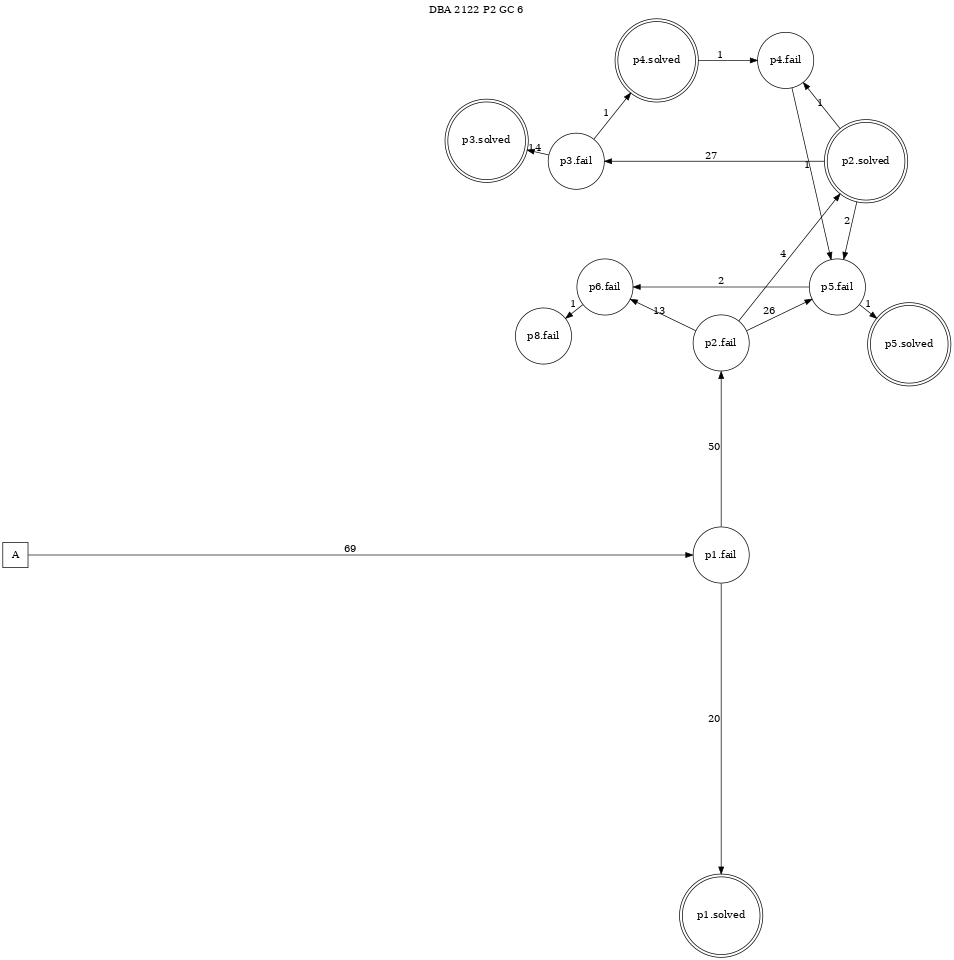 DBA 2122 P2 GC 6
p4.solved
1
p4.fail
1
1
p3.solved
14
p3.fail
27
p2.solved
1
2
4
p6.fail
2
p5.fail
1
13
26
1
p8.fail
p2.fail
p5.solved
50
A
69
p1.fail
20
p1.solved